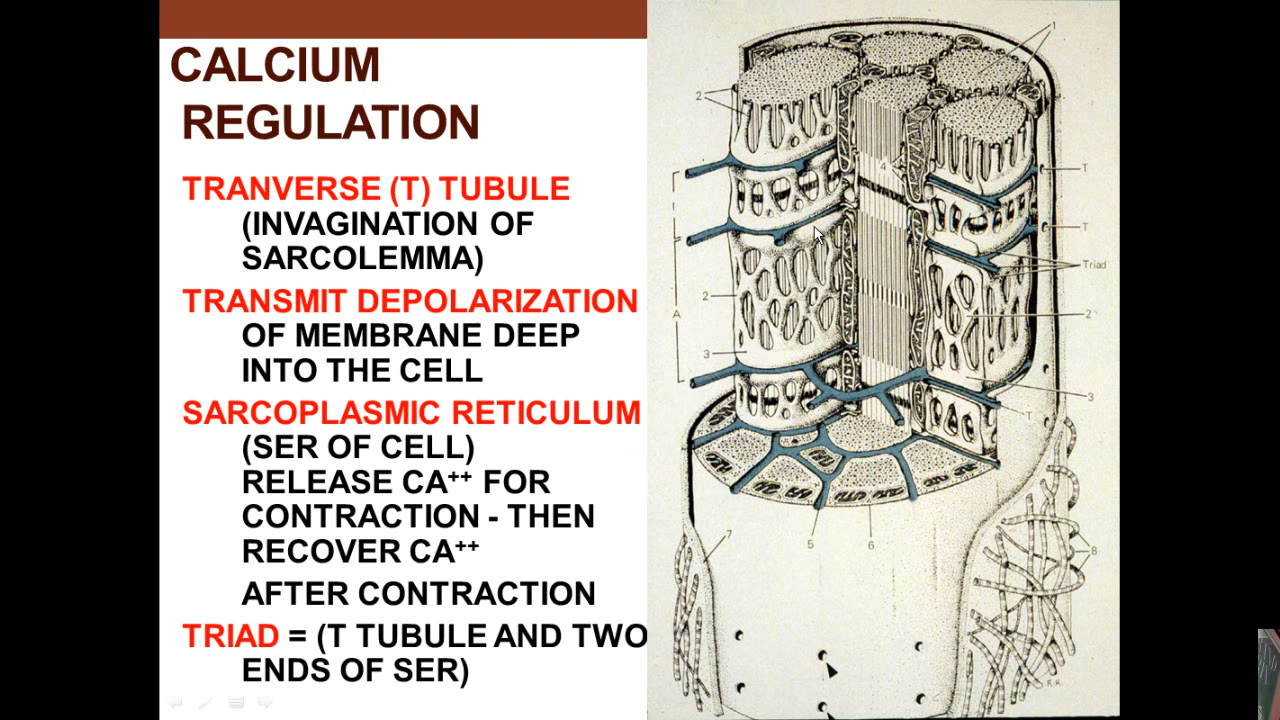 CALCIUM
REGULATION
TRANVERSE (T) TUBULE
(INVAGINATION OF
SARCOLEMMA)
TRANSMIT DEPOLARIZATION
OF MEMBRANE DEEP
INTO THE CELL
SARCOPLASMIC RETICULUM
(SER OF CELL)
RELEASE CA⁺⁺ FOR
CONTRACTION - THEN
RECOVER CA⁺⁺
AFTER CONTRACTION
TRIAD = (T TUBULE AND TWO
ENDS OF SER)
1
2
4
T
T
Triad
2
2
A
3
3
T
5
6
7
8
R.K.